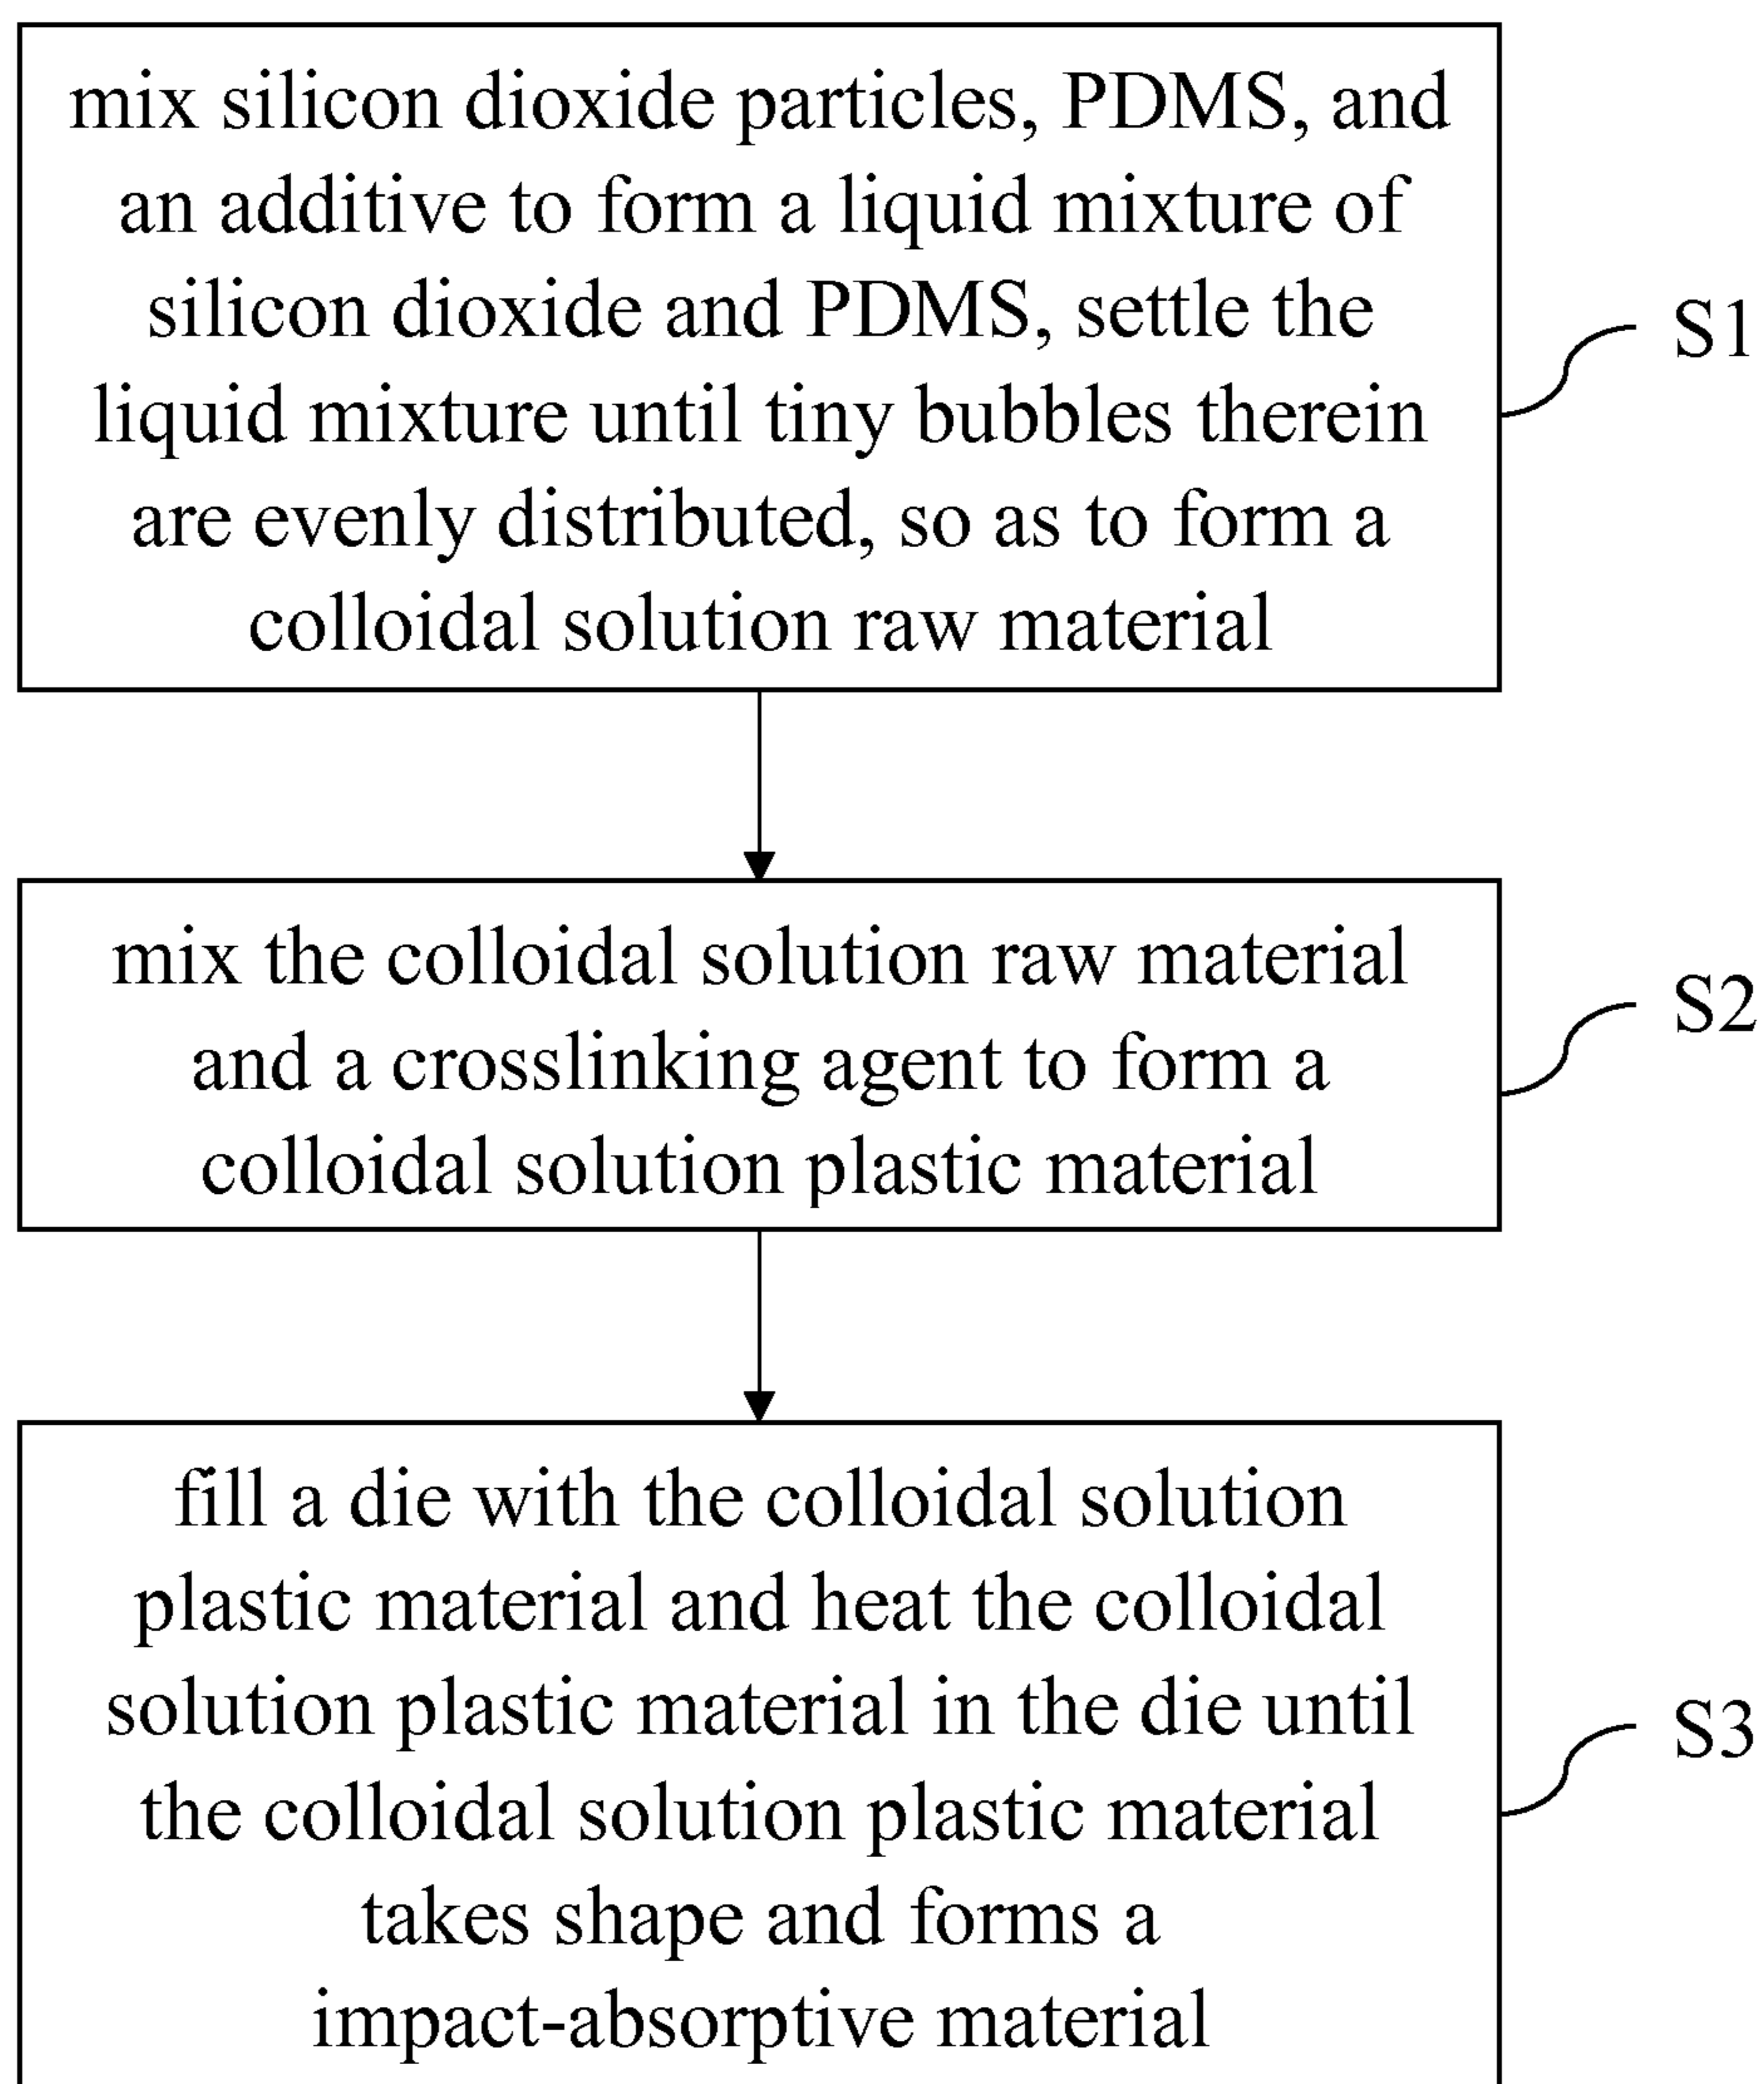 mix silicon dioxide particles, PDMS, and
an additive to form a liquid mixture of
silicon dioxide and PDMS, settle the
liquid mixture until tiny bubbles therein
are evenly distributed, so as to form a
colloidal solution raw material
S1
mix the colloidal solution raw material
and a crosslinking agent to form a
colloidal solution plastic material
S2
fill a die with the colloidal solution
plastic material and heat the colloidal
solution plastic material in the die until
the colloidal solution plastic material
takes shape and forms a
impact-absorptive material
S3